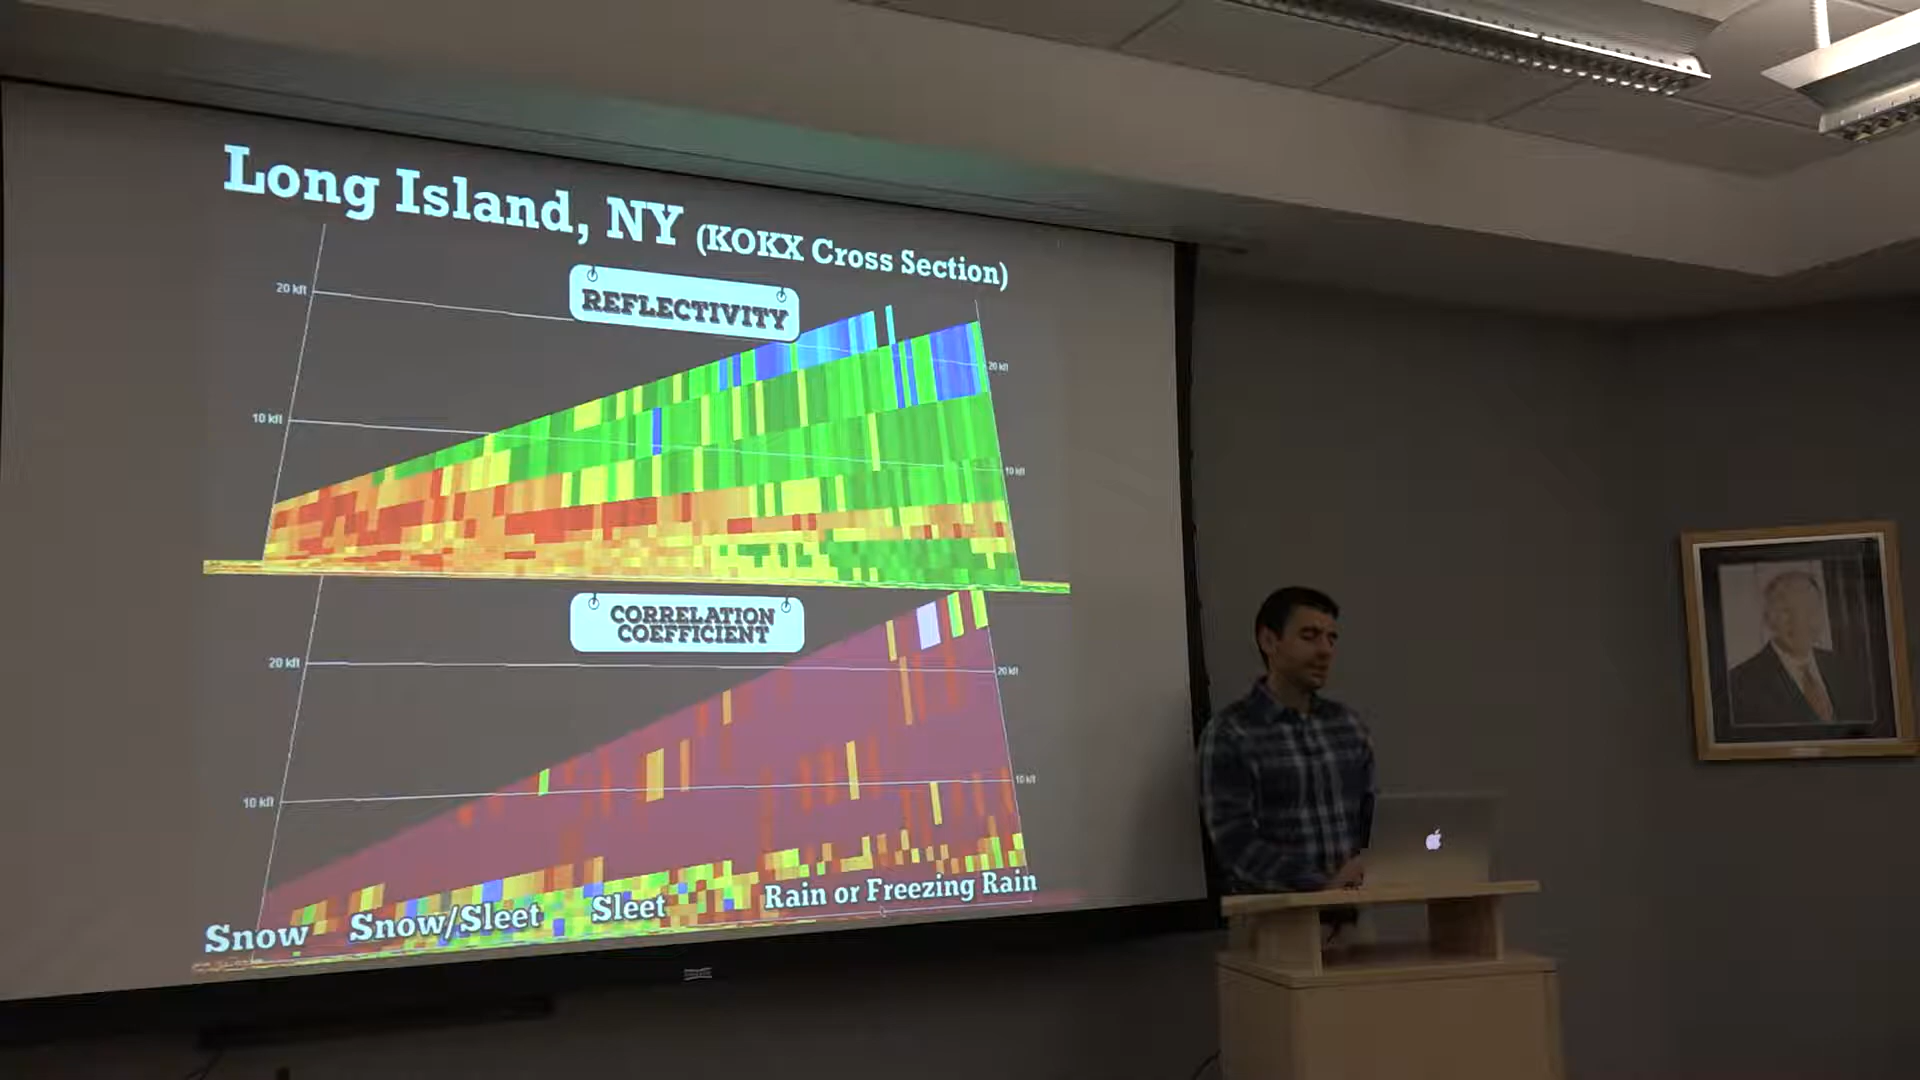 Long Island, NY (KOKX Cross Section)
REFLECTIVITY
20 kft
20 kft
10 kft
10 kft
CORRELATION
COEFFICIENT
20 kft
20 kft
10 kft
10 kft
Snow
Snow/Sleet
Sleet
Rain or Freezing Rain